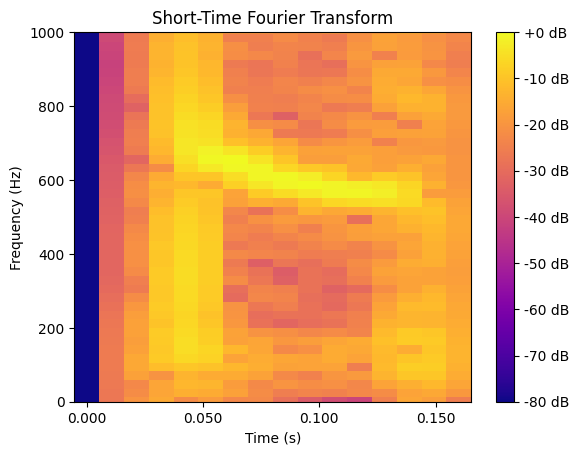 Short-Time Fourier Transform
Frequency (Hz)
1000
800
600
400
200
0
0.000
0.050
0.100
0.150
Time (s)
+0 dB
-10 dB
-20 dB
-30 dB
-40 dB
-50 dB
-60 dB
-70 dB
-80 dB